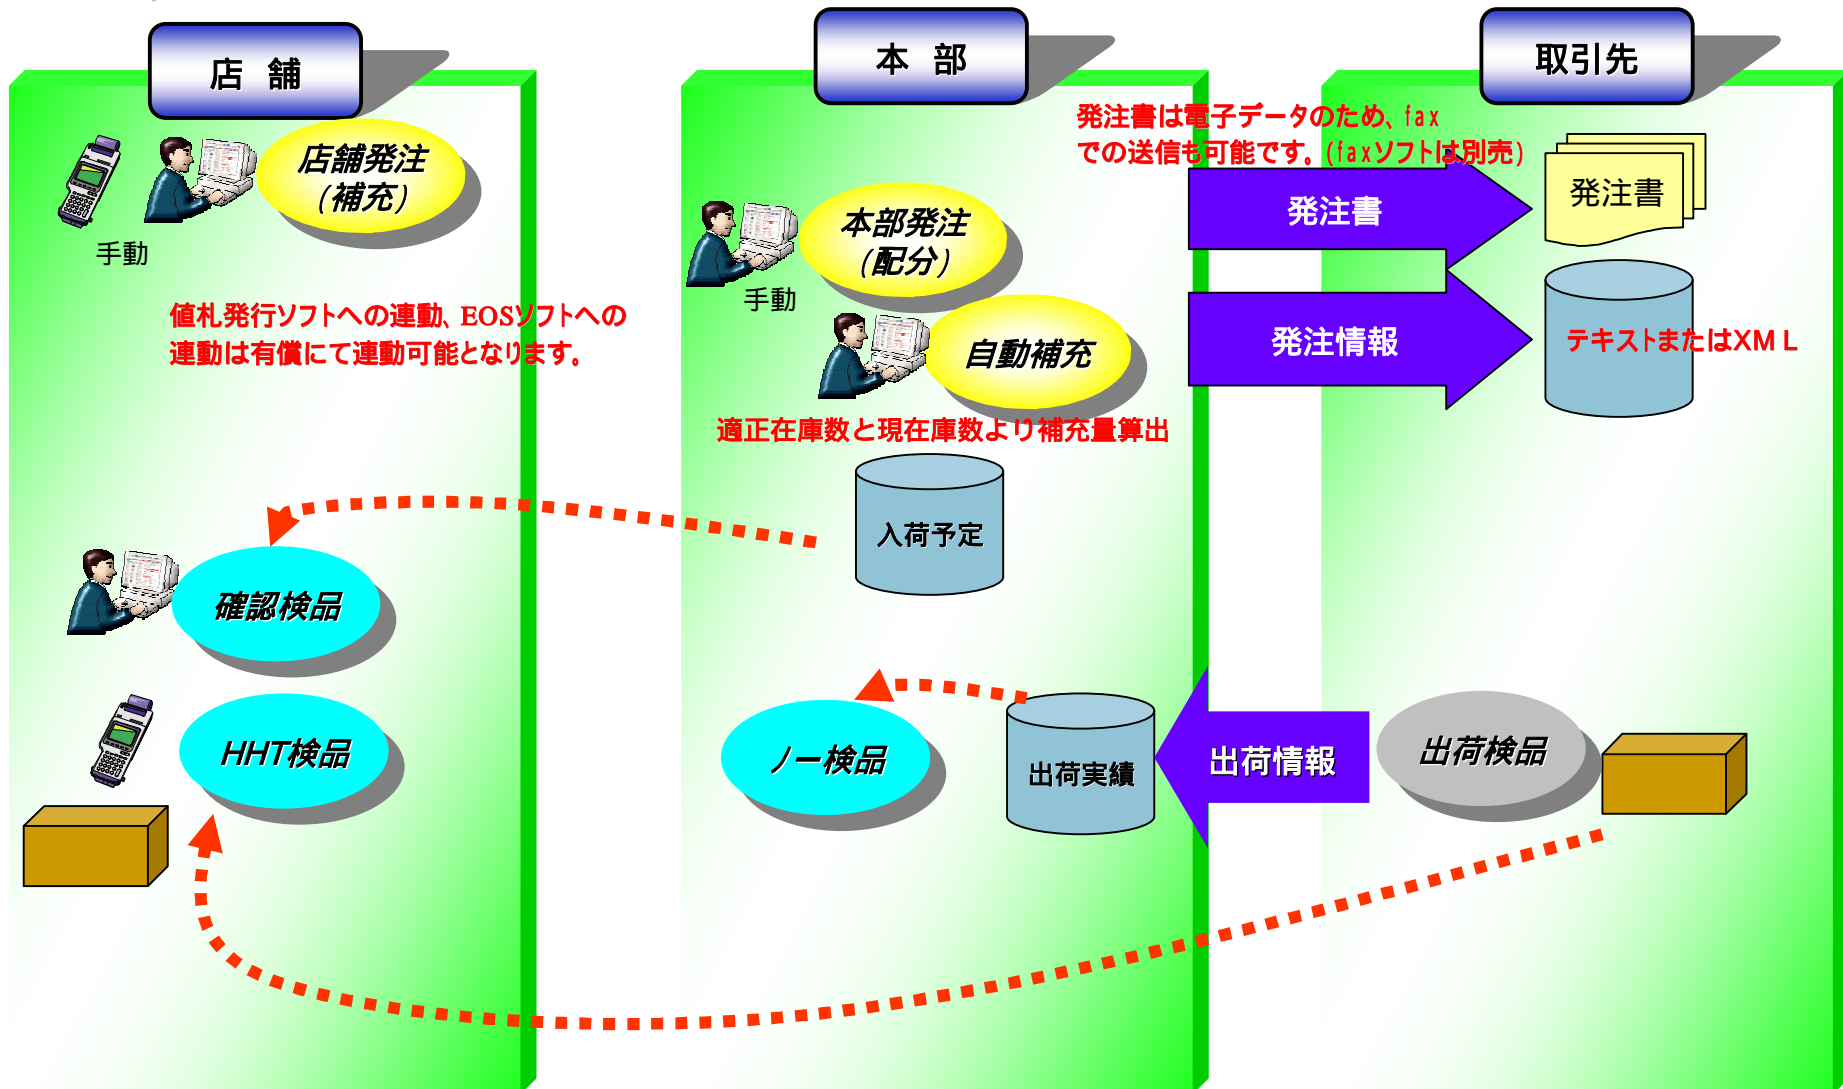 店 舗
本 部
取引先
発注書は電子データのため、fax
での送信も可能です。(faxソフトは別売)
店舗発注
(補充)
手動
本部発注
(配分)
手動
発注書
発注書
値札発行ソフトへの連動、EOSソフトへの
連動は有償にて連動可能となります。
自動補充
発注情報
テキストまたはXML
適正在庫数と現在庫数より補充量算出
入荷予定
確認検品
HHT検品
ノー検品
出荷実績
出荷情報
出荷検品